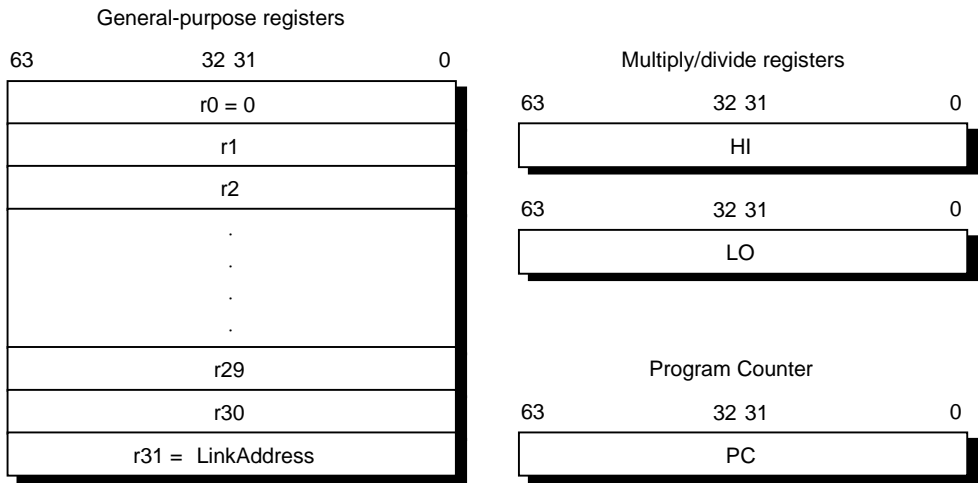 General-purpose registers
63 32 31 0
r0 = 0
r1
r2
.
.
.
.
r29
r30
r31 = LinkAddress
Multiply/divide registers
63 32 31 0
HI
63 32 31 0
LO
Program Counter
63 32 31 0
PC